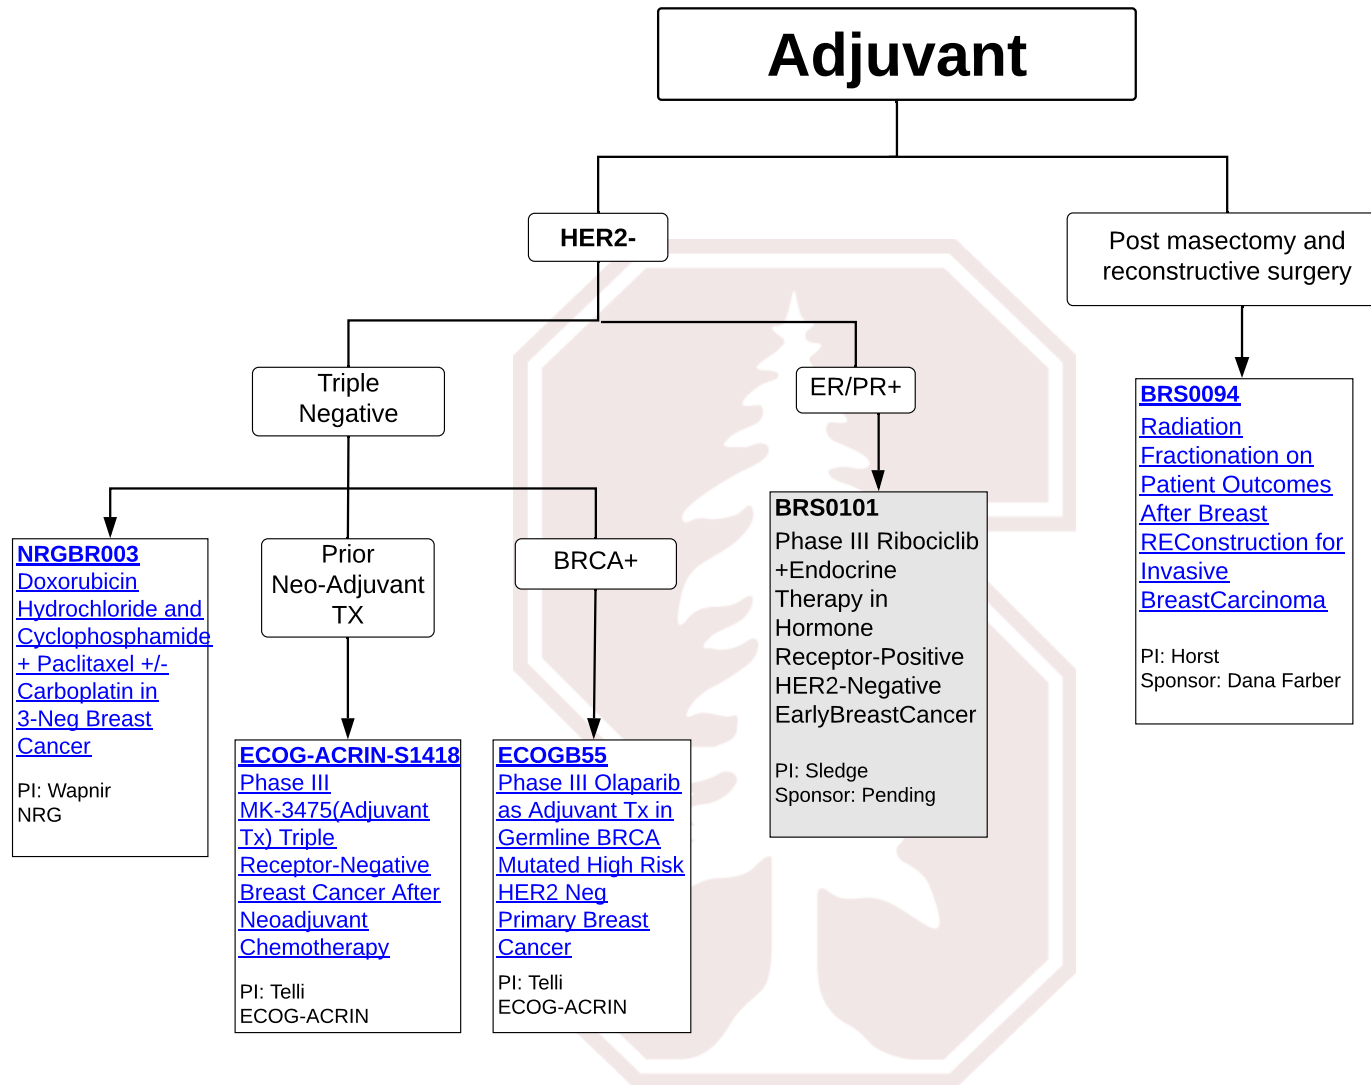 Adjuvant
HER2-
Post masectomy and
reconstructive surgery
Triple
Negative
ER/PR+
BRS0094
Radiation
Fractionation on
Patient Outcomes
After Breast
REConstruction for
Invasive
BreastCarcinoma
PI: Horst
Sponsor: Dana Farber
BRS0101
Phase III Ribociclib
+Endocrine
Therapy in
Hormone
Receptor-Positive
HER2-Negative
EarlyBreastCancer
PI: Sledge
Sponsor: Pending
NRGBR003
Doxorubicin
Hydrochloride and
Cyclophosphamide
+ Paclitaxel +/-
Carboplatin in
3-Neg Breast
Cancer
PI: Wapnir
NRG
Prior
Neo-Adjuvant
TX
BRCA+
ECOG-ACRIN-S1418
Phase III
MK-3475(Adjuvant
Tx) Triple
Receptor-Negative
Breast Cancer After
Neoadjuvant
Chemotherapy
PI: Telli
ECOG-ACRIN
ECOGB55
Phase III Olaparib
as Adjuvant Tx in
Germline BRCA
Mutated High Risk
HER2 Neg
Primary Breast
Cancer
PI: Telli
ECOG-ACRIN